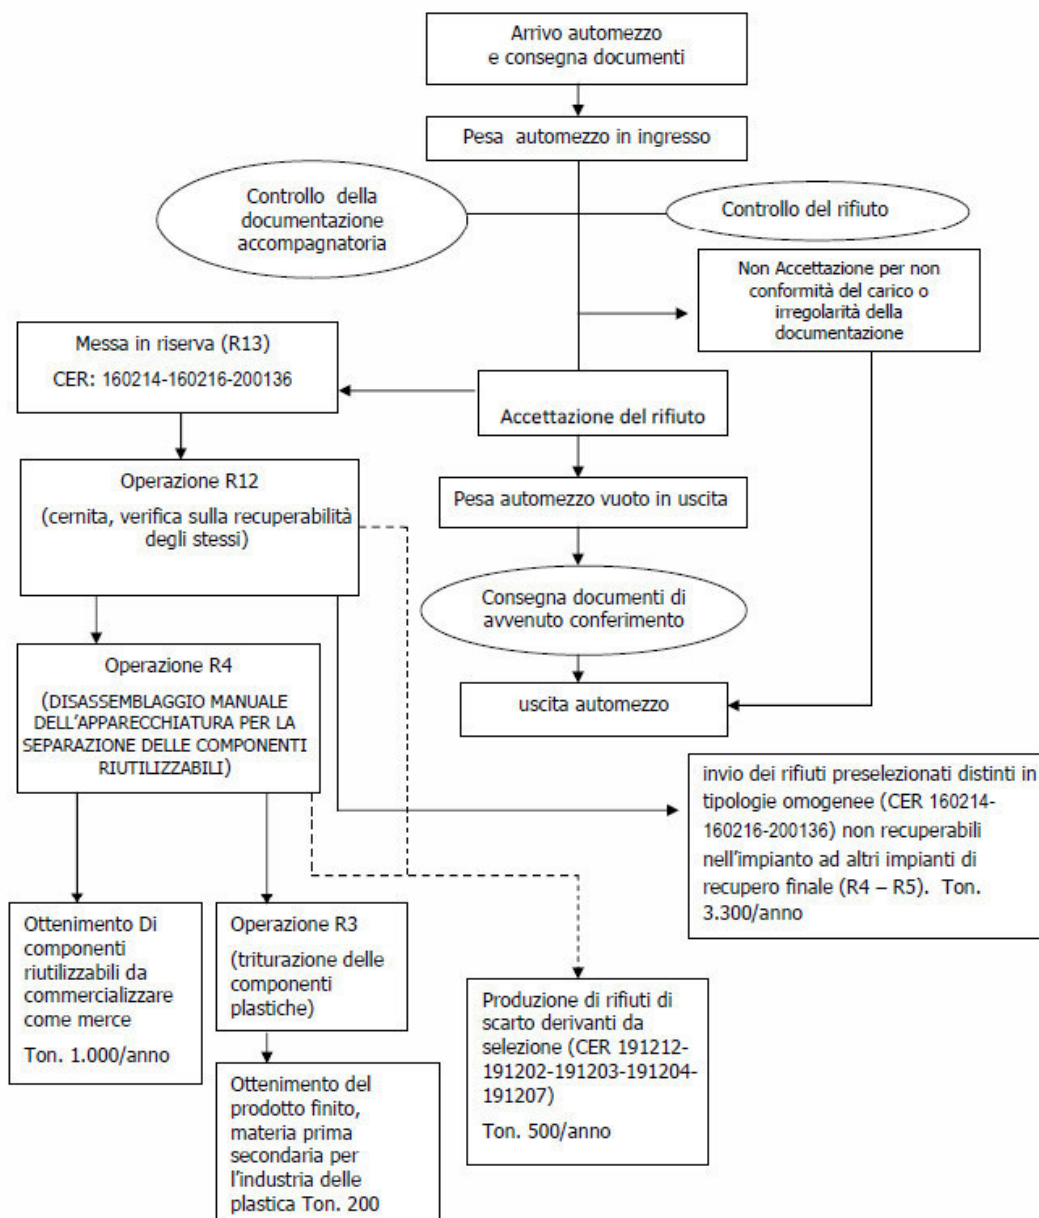 Arrivo automezzo
e consegna documenti
Pesa automezzo in ingresso
Controllo della
documentazione
accompagnatoria
Controllo del rifiuto
Non Accettazione per non
conformità del carico o
irregolarità della
documentazione
Messa in riserva (R13)
CER: 160214-160216-200136
Accettazione del rifiuto
Operazione R12
(cernita, verifica sulla recuperabilità
degli stessi)
Pesa automezzo vuoto in uscita
Consegna documenti di
avvenuto conferimento
uscita automezzo
Operazione R4
(DISASSEMBLAGGIO MANUALE
DELL'APPARECCHIATURA PER LA
SEPARAZIONE DELLE COMPONENTI
RIUTILIZZABILI)
invio dei rifiuti preselezionati distinti in
tipologie omogenee (CER 160214-
160216-200136) non recuperabili
nell'impianto ad altri impianti di
recupero finale (R4 – R5). Ton.
3.300/anno
Ottenimento Di
componenti
riutilizzabili da
commercializzare
come merce
Ton. 1.000/anno
Operazione R3
(triturazione delle
componenti
plastiche)
Ottenimento del
prodotto finito,
materia prima
secondaria per
l'industria delle
plastica Ton. 200
Produzione di rifiuti di
scarto derivanti da
selezione (CER 191212-
191202-191203-191204-
191207)
Ton. 500/anno